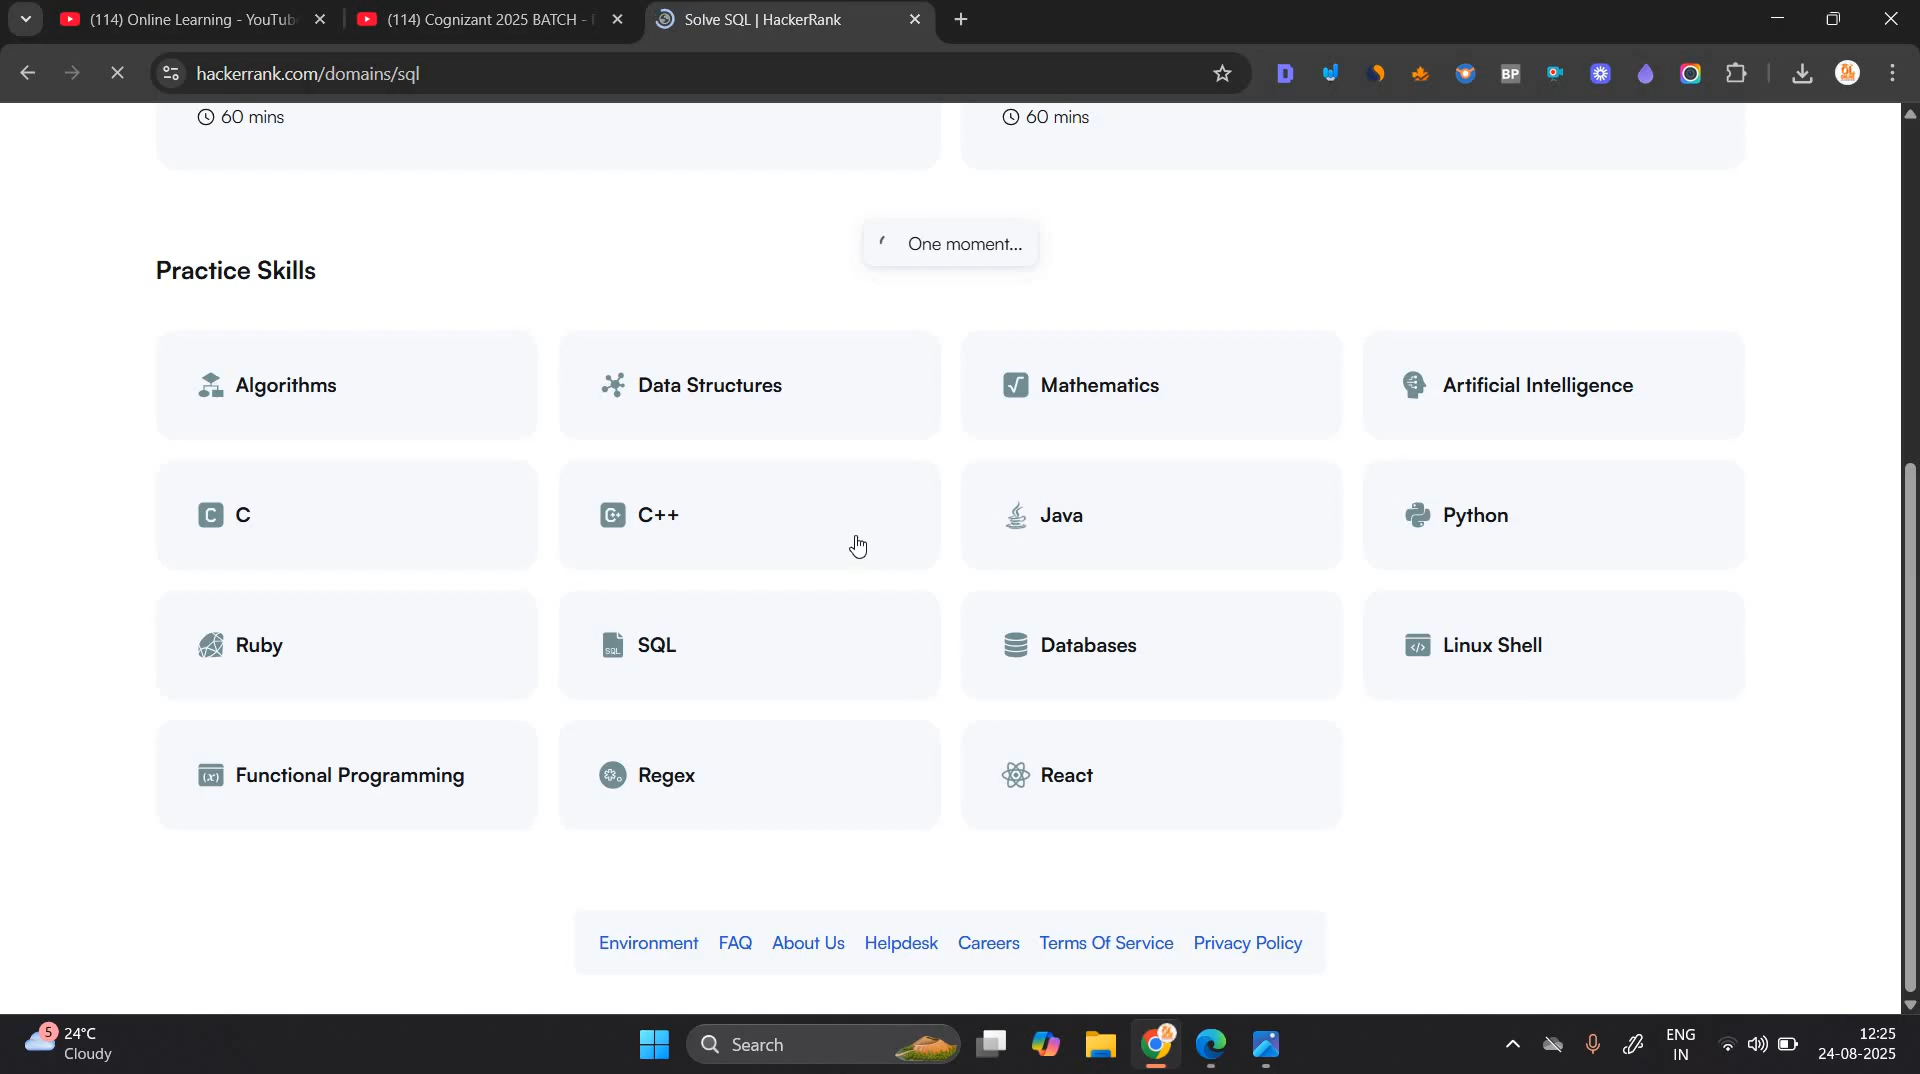 (114) Online Learning - YouTub
(114) Cognizant 2025 BATCH -
Solve SQL | HackerRank
hackerrank.com/domains/sql
BP
60 mins
60 mins
One moment...
Practice Skills
Algorithms
Data Structures
Mathematics
Artificial Intelligence
C
C++
Java
Python
Ruby
SQL
Databases
Linux Shell
Functional Programming
Regex
React
Environment FAQ About Us Helpdesk Careers Terms Of Service Privacy Policy
5
24°C
Cloudy
Search
ENG
IN
12:25
24-08-2025